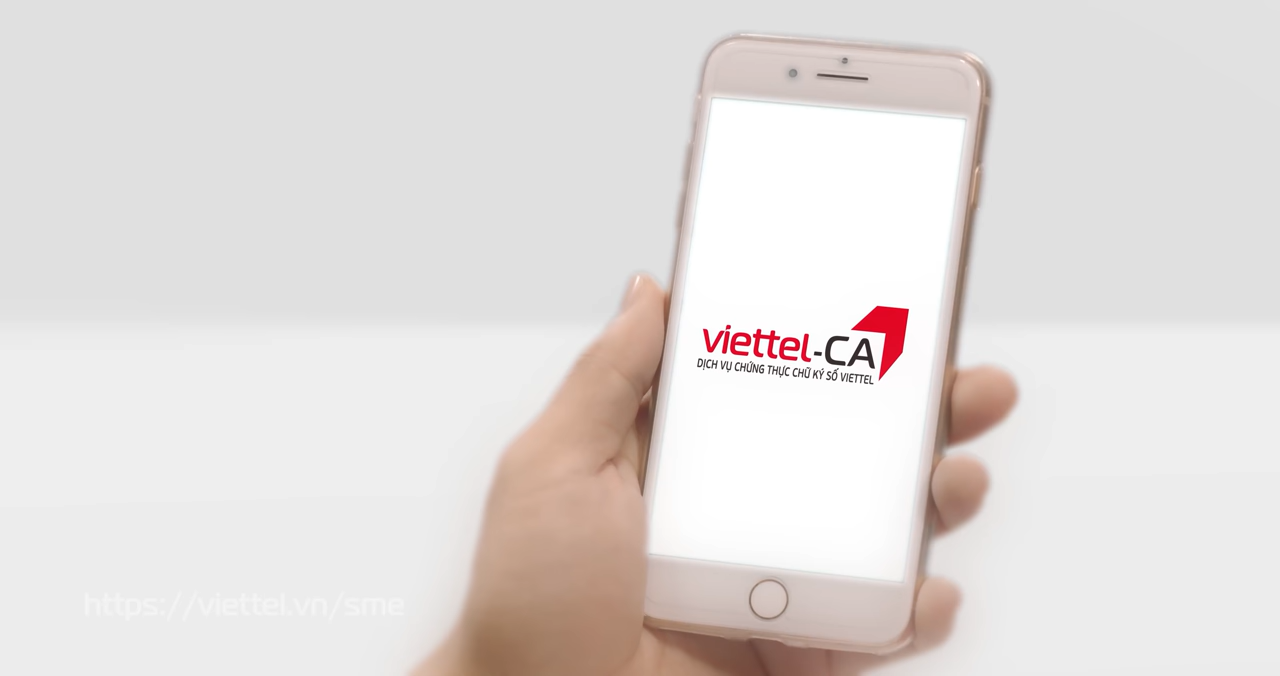 viettel-CA
DỊCH VỤ CHỨNG THỰC CHỮ KÝ SỐ VIETTEL
https://viettel.vn/sme